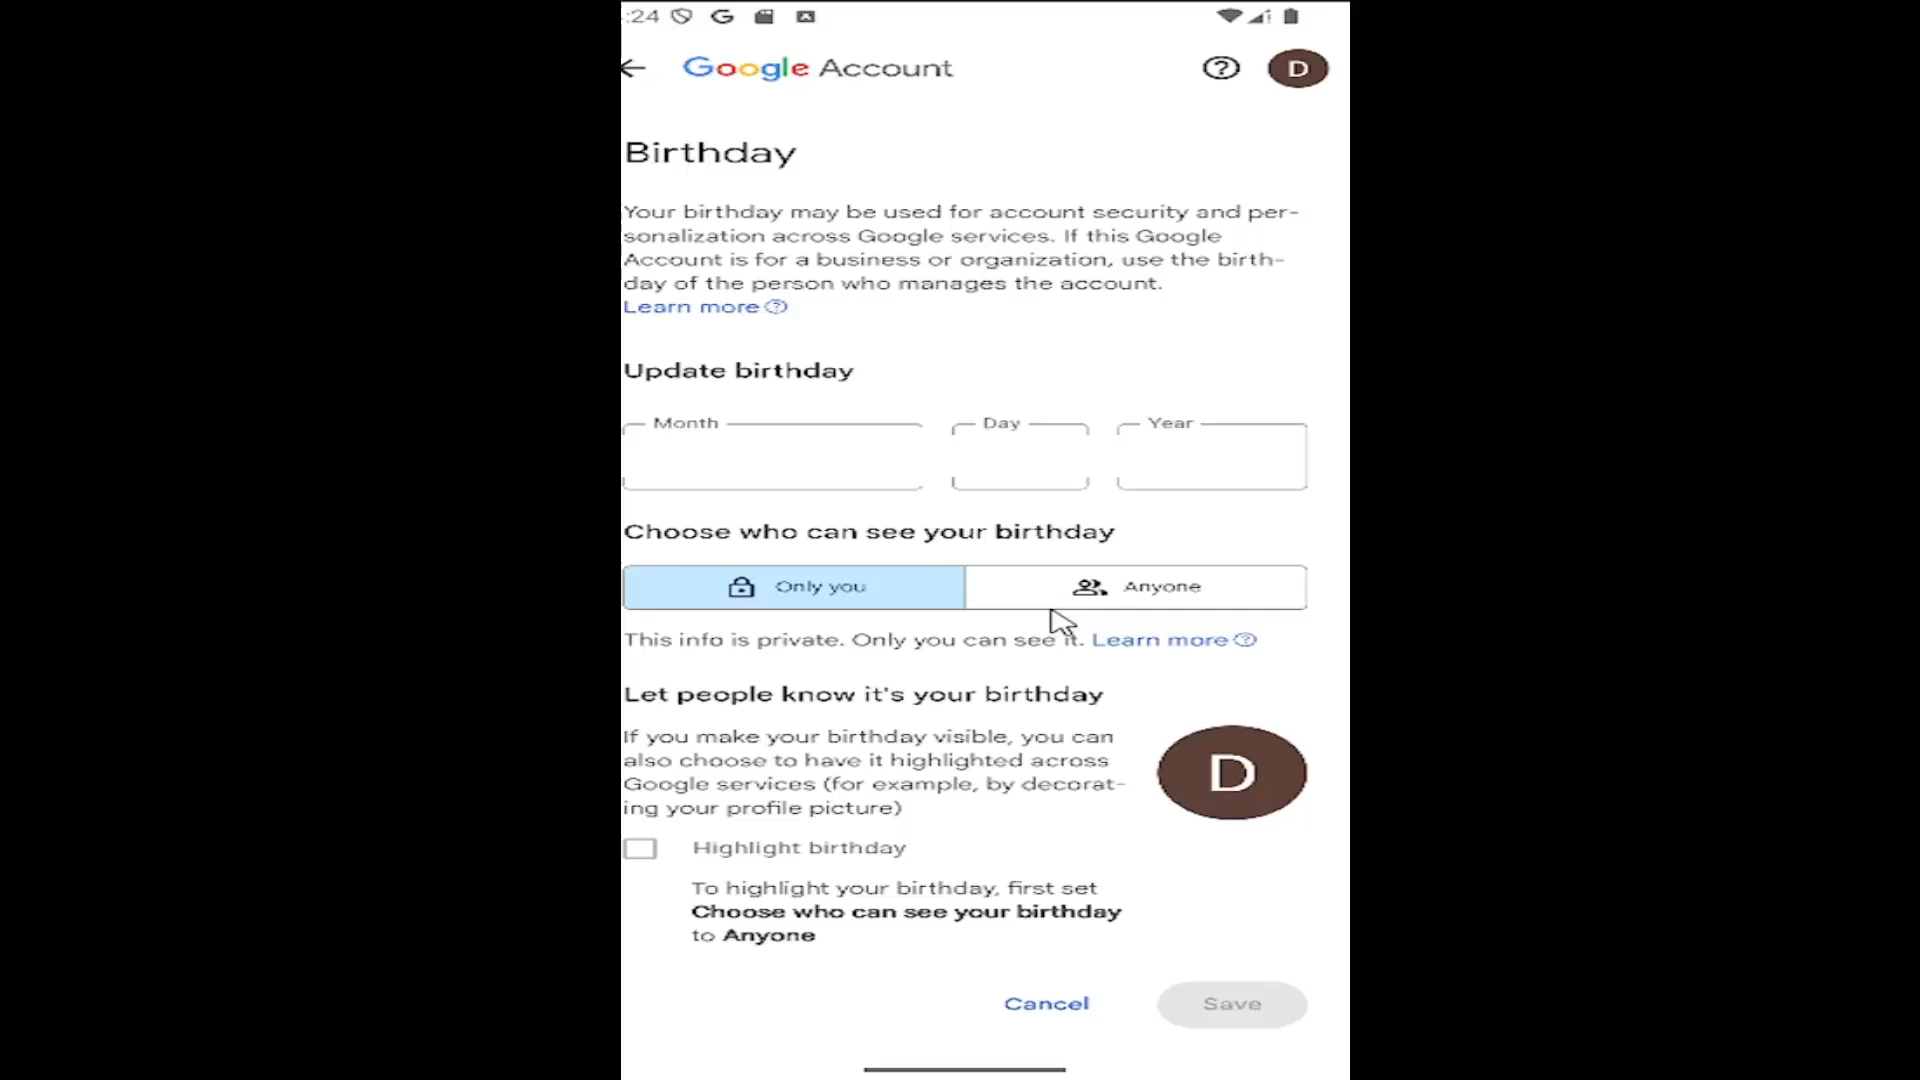 :24
Google Account
D
Birthday
Your birthday may be used for account security and per-
sonalization across Google services. If this Google
Account is for a business or organization, use the birth-
day of the person who manages the account.
Learn more
Update birthday
Month Day Year
Choose who can see your birthday
Only you Anyone
This info is private. Only you can see it. Learn more
Let people know it's your birthday
If you make your birthday visible, you can
also choose to have it highlighted across
Google services (for example, by decorat-
ing your profile picture)
D
Highlight birthday
To highlight your birthday, first set
Choose who can see your birthday
to Anyone
Cancel Save